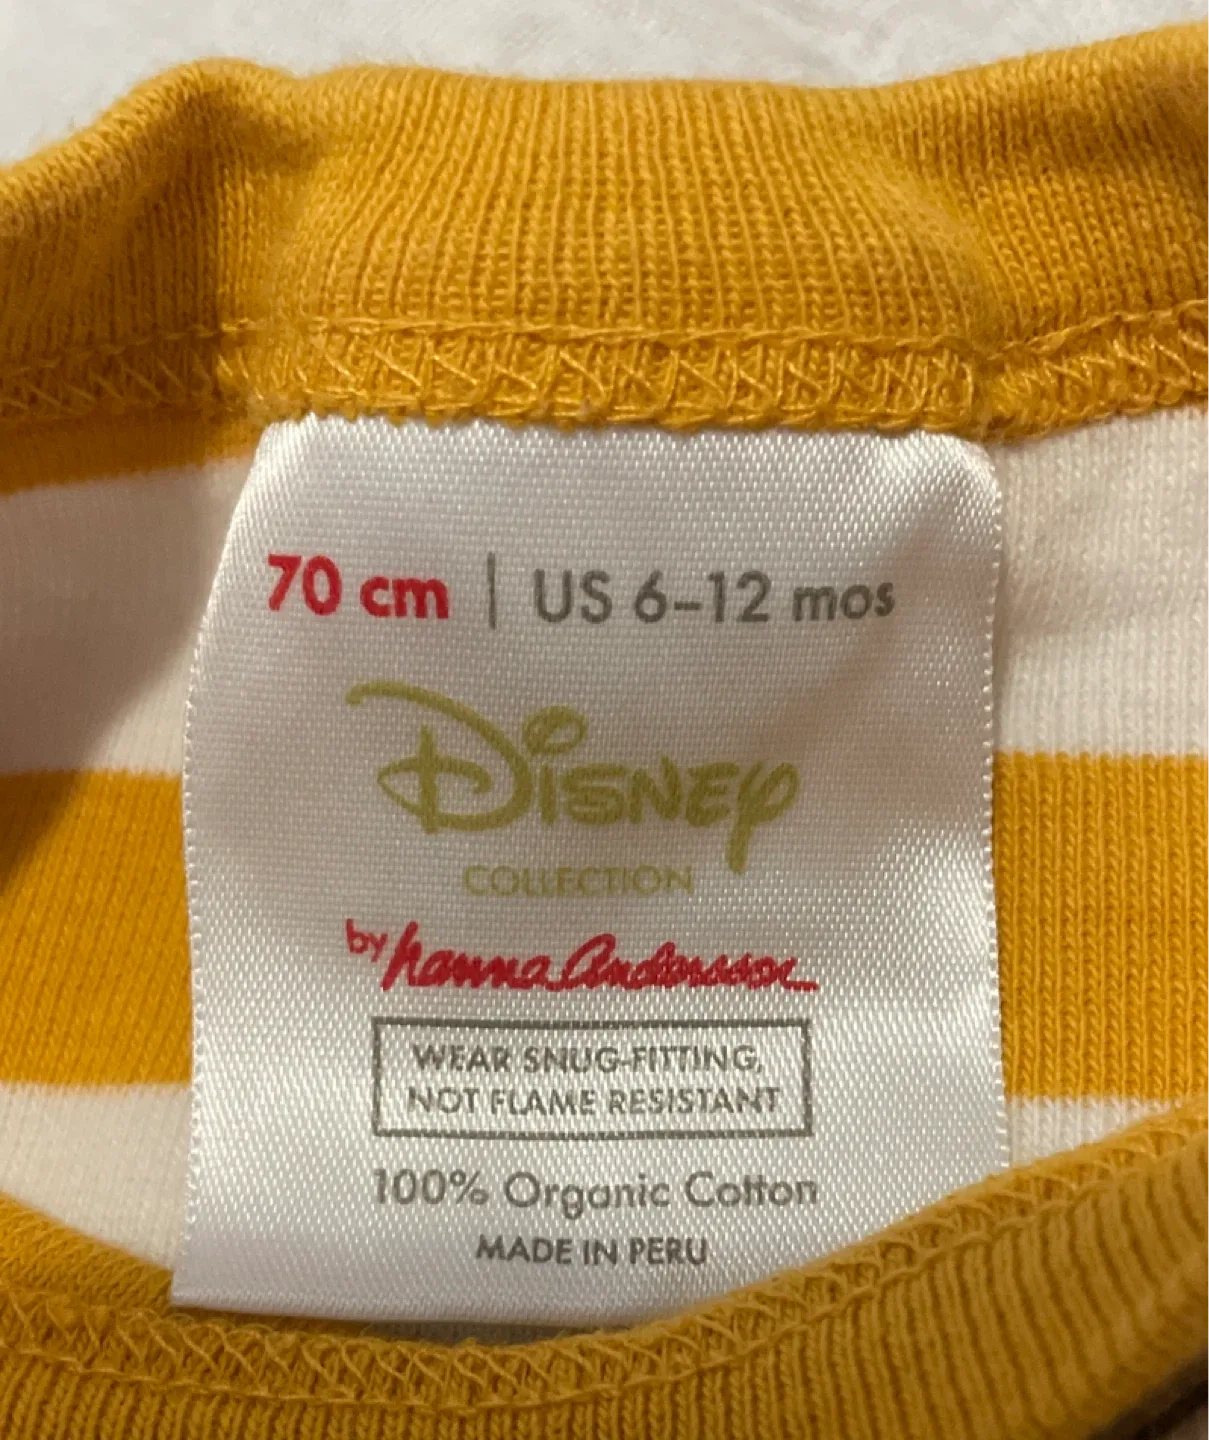 70 cm | US 6-12 mos
Disney
COLLECTION
by hanna Andersson
WEAR SNUG-FITTING,
NOT FLAME RESISTANT
100% Organic Cotton
MADE IN PERU